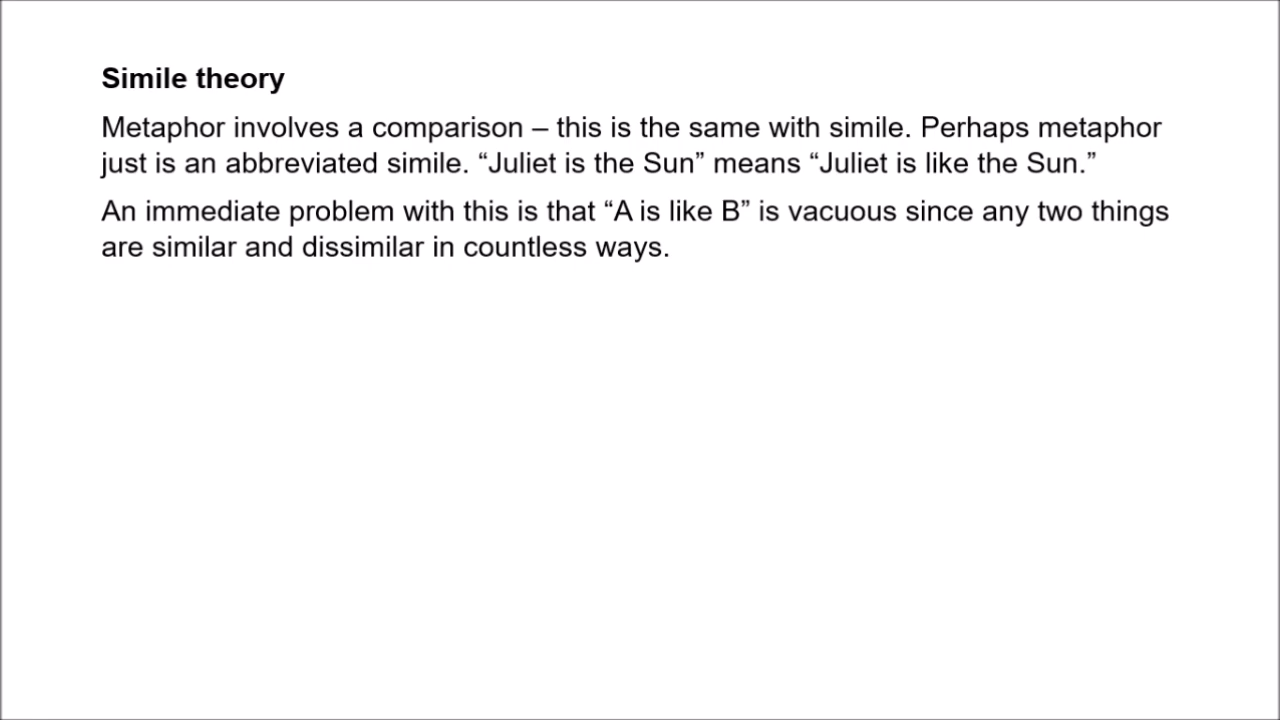 Simile theory
Metaphor involves a comparison – this is the same with simile. Perhaps metaphor
just is an abbreviated simile. “Juliet is the Sun” means “Juliet is like the Sun.”
An immediate problem with this is that “A is like B” is vacuous since any two things
are similar and dissimilar in countless ways.